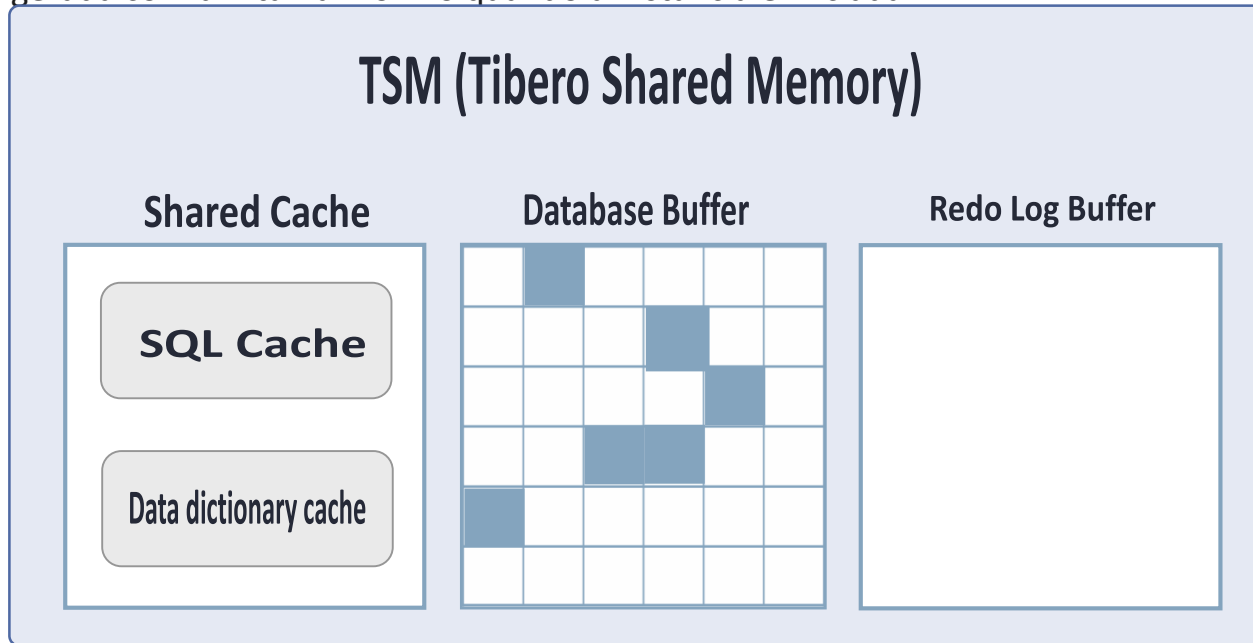 TSM (Tibero Shared Memory)
Shared Cache
Database Buffer
Redo Log Buffer
SQL Cache
Data dictionary cache